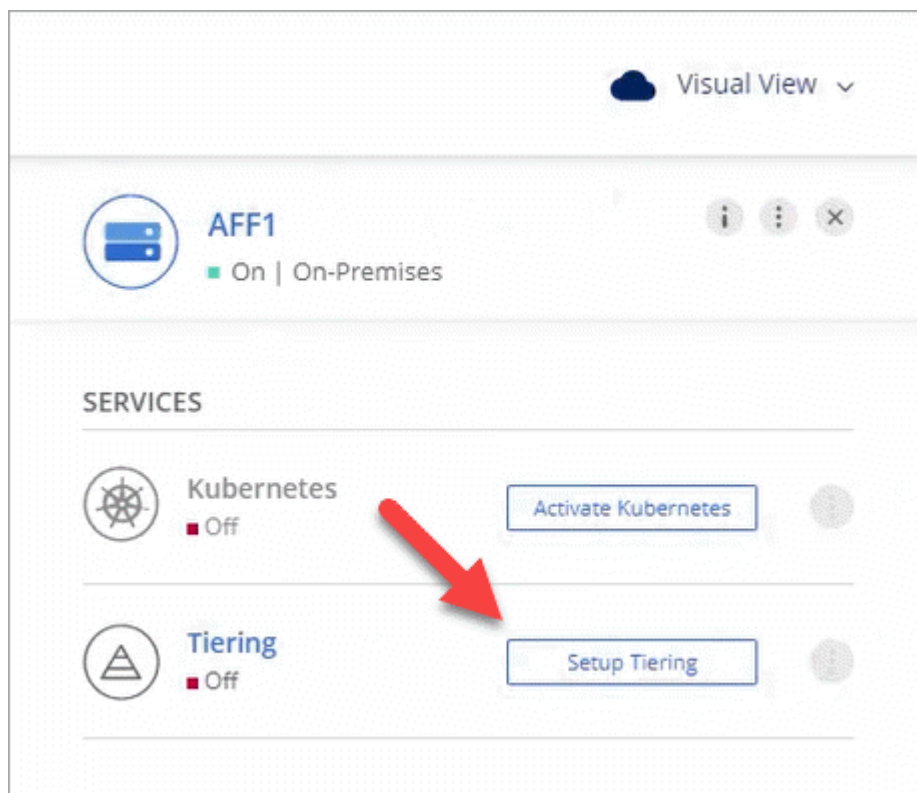 Visual View
AFF1
On | On-Premises
SERVICES
Kubernetes
Off
Activate Kubernetes
Tiering
Off
Setup Tiering